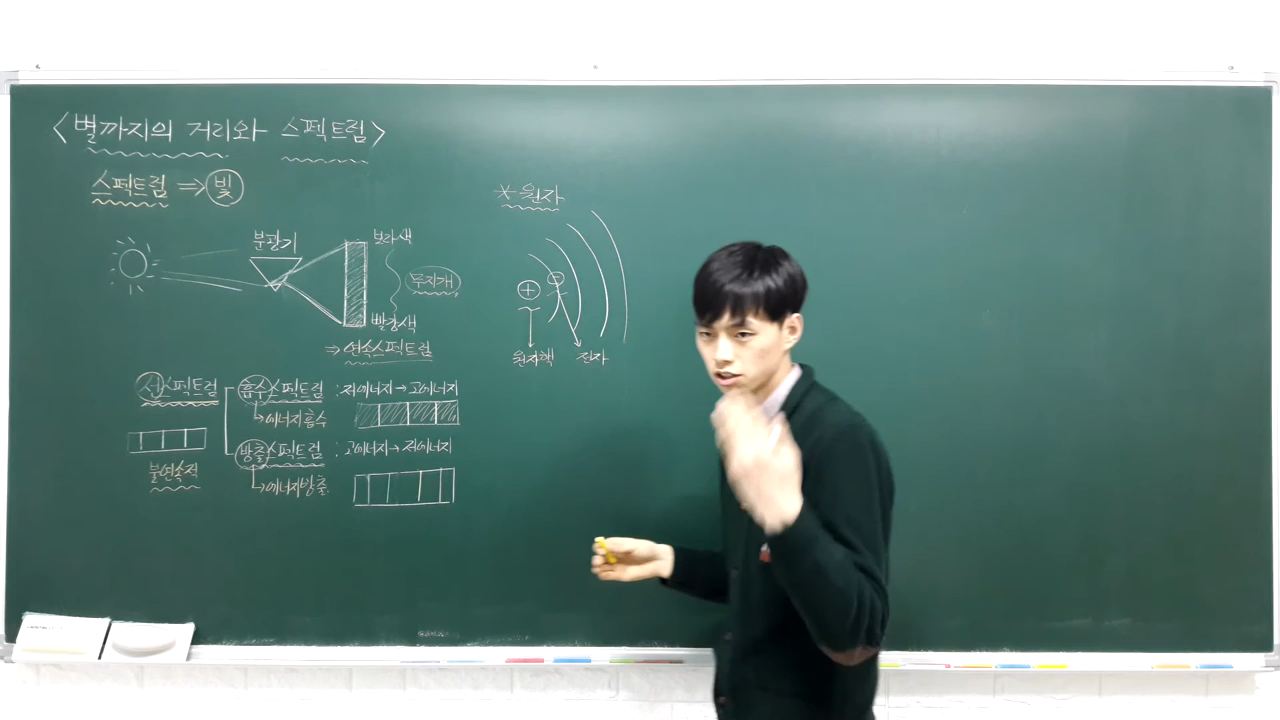 <별까지의 거리와 스펙트럼>
스펙트럼 ⇒ 빛
분광기
보라색
무지개
빨강색
⇒ 연속스펙트럼
선스펙트럼
불연속적
흡수스펙트럼 : 저에너지 → 고에너지
↳ 에너지흡수
방출스펙트럼 : 고에너지 → 저에너지
↳ 에너지방출
*원자
+
-
원자핵 전자